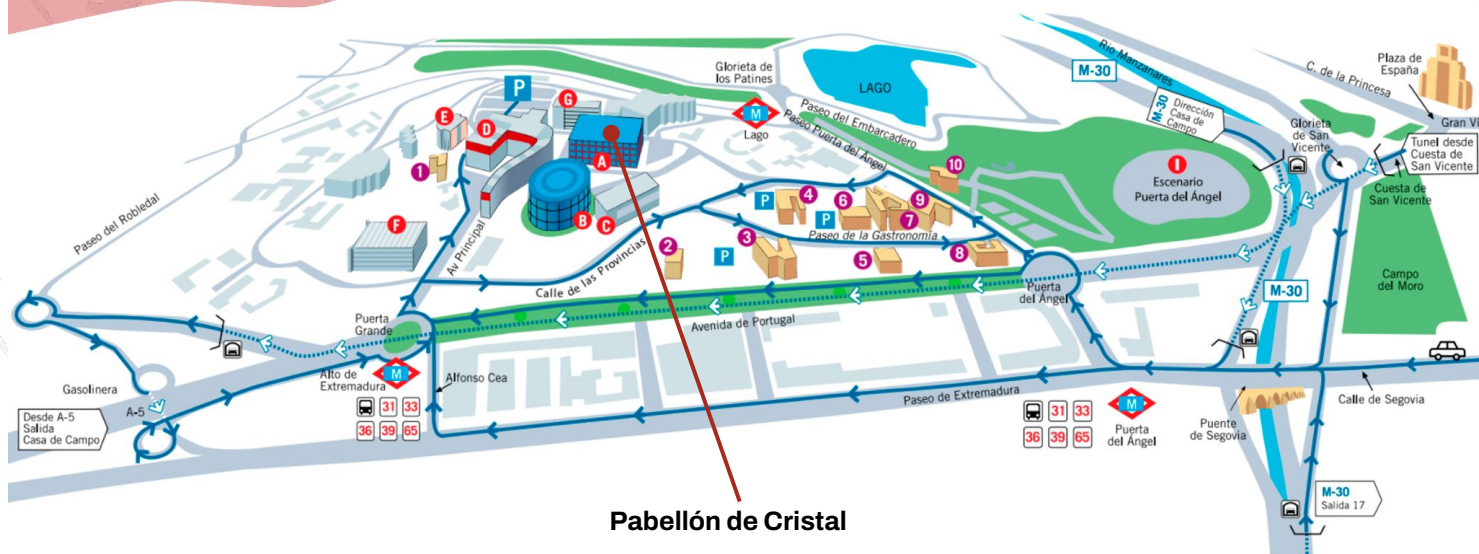 Plaza de
España
C. de la Princesa
Gran Ví
Río Manzanares
M-30
M-30
Dirección
Casa de
Campo
Glorieta
de San
Vicente
Tunel desde
Cuesta de
San Vicente
Cuesta de
San Vicente
Glorieta de
los Patines
LAGO
Paseo del Embarcadero
Paseo Puerta del Ángel
M
Lago
P
G
E
D
A
1
B
C
F
10
I
Escenario
Puerta del Ángel
4
6
9
7
P
P
Paseo de la Gastronomía
2
3
5
8
P
Paseo del Robledal
Av Principal
Calle de las Provincias
Puerta
del Ángel
Campo
del Moro
M-30
Puerta
Grande
Avenida de Portugal
Gasolinera
A-5
Desde A-5
Salida
Casa de Campo
Alto de
Extremadura
M
31 33
36 39 65
Alfonso Cea
Paseo de Extremadura
31 33
36 39 65
M
Puerta
del Ángel
Puente
de Segovia
Calle de Segovia
M-30
Salida 17
Pabellón de Cristal